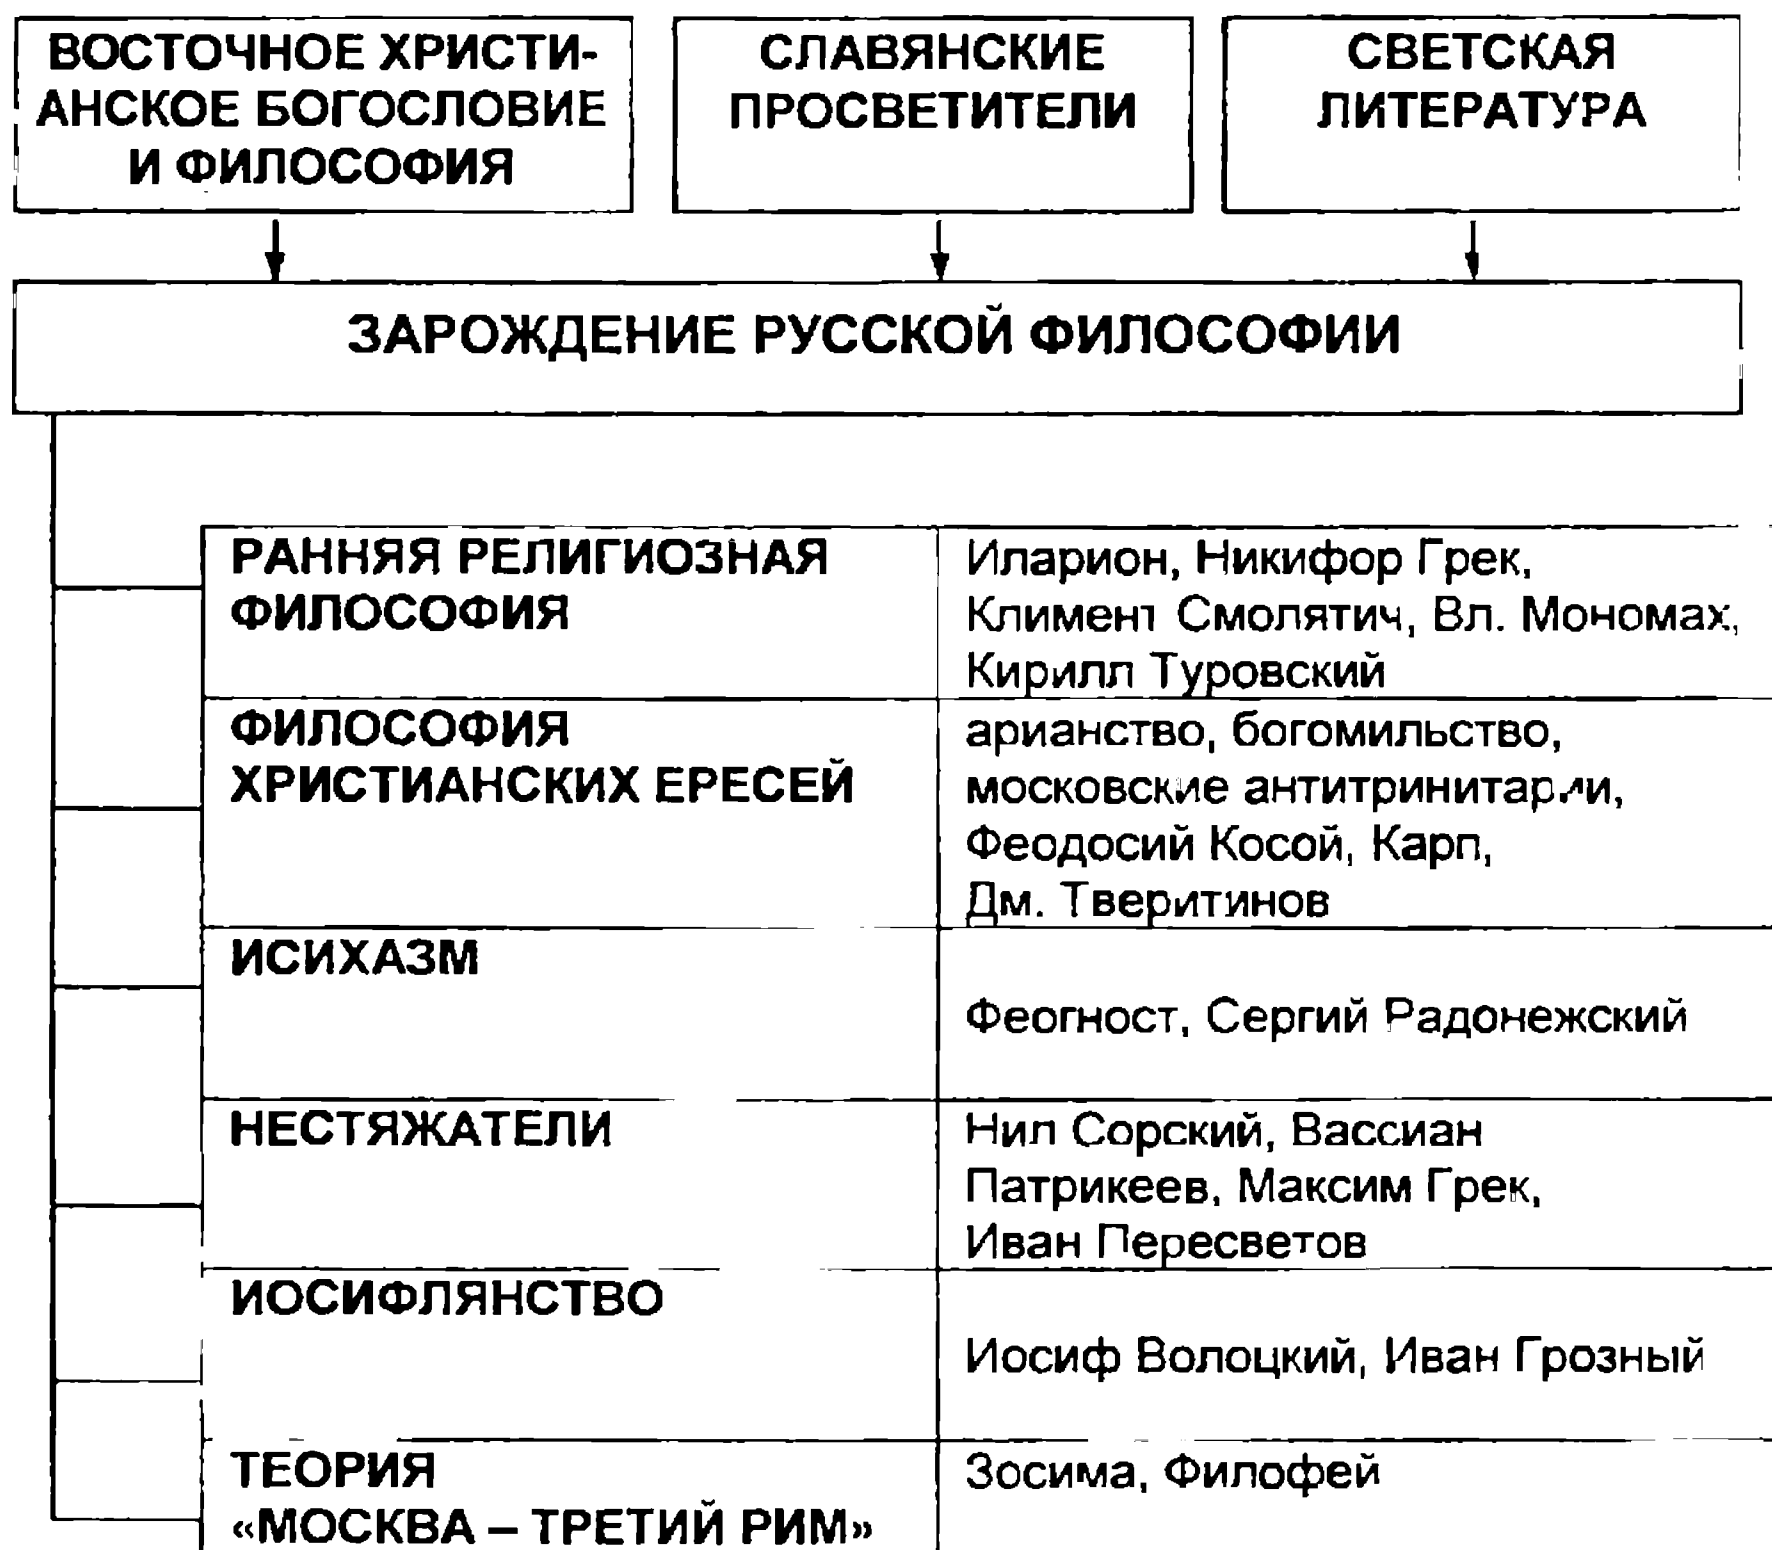 ВОСТОЧНОЕ ХРИСТИ-
АНСКОЕ БОГОСЛОВИЕ
И ФИЛОСОФИЯ
СЛАВЯНСКИЕ
ПРОСВЕТИТЕЛИ
СВЕТСКАЯ
ЛИТЕРАТУРА
ЗАРОЖДЕНИЕ РУССКОЙ ФИЛОСОФИИ
РАННЯЯ РЕЛИГИОЗНАЯ
ФИЛОСОФИЯ
Иларион, Никифор Грек,
Климент Смолятич, Вл. Мономах,
Кирилл Туровский
ФИЛОСОФИЯ
ХРИСТИАНСКИХ ЕРЕСЕЙ
арианство, богомильство,
московские антитринитарии,
Феодосий Косой, Карп,
Дм. Тверитинов
ИСИХАЗМ
Феогност, Сергий Радонежский
НЕСТЯЖАТЕЛИ
Нил Сорский, Вассиан
Патрикеев, Максим Грек,
Иван Пересветов
ИОСИФЛЯНСТВО
Иосиф Волоцкий, Иван Грозный
ТЕОРИЯ
«МОСКВА – ТРЕТИЙ РИМ»
Зосима, Филофей